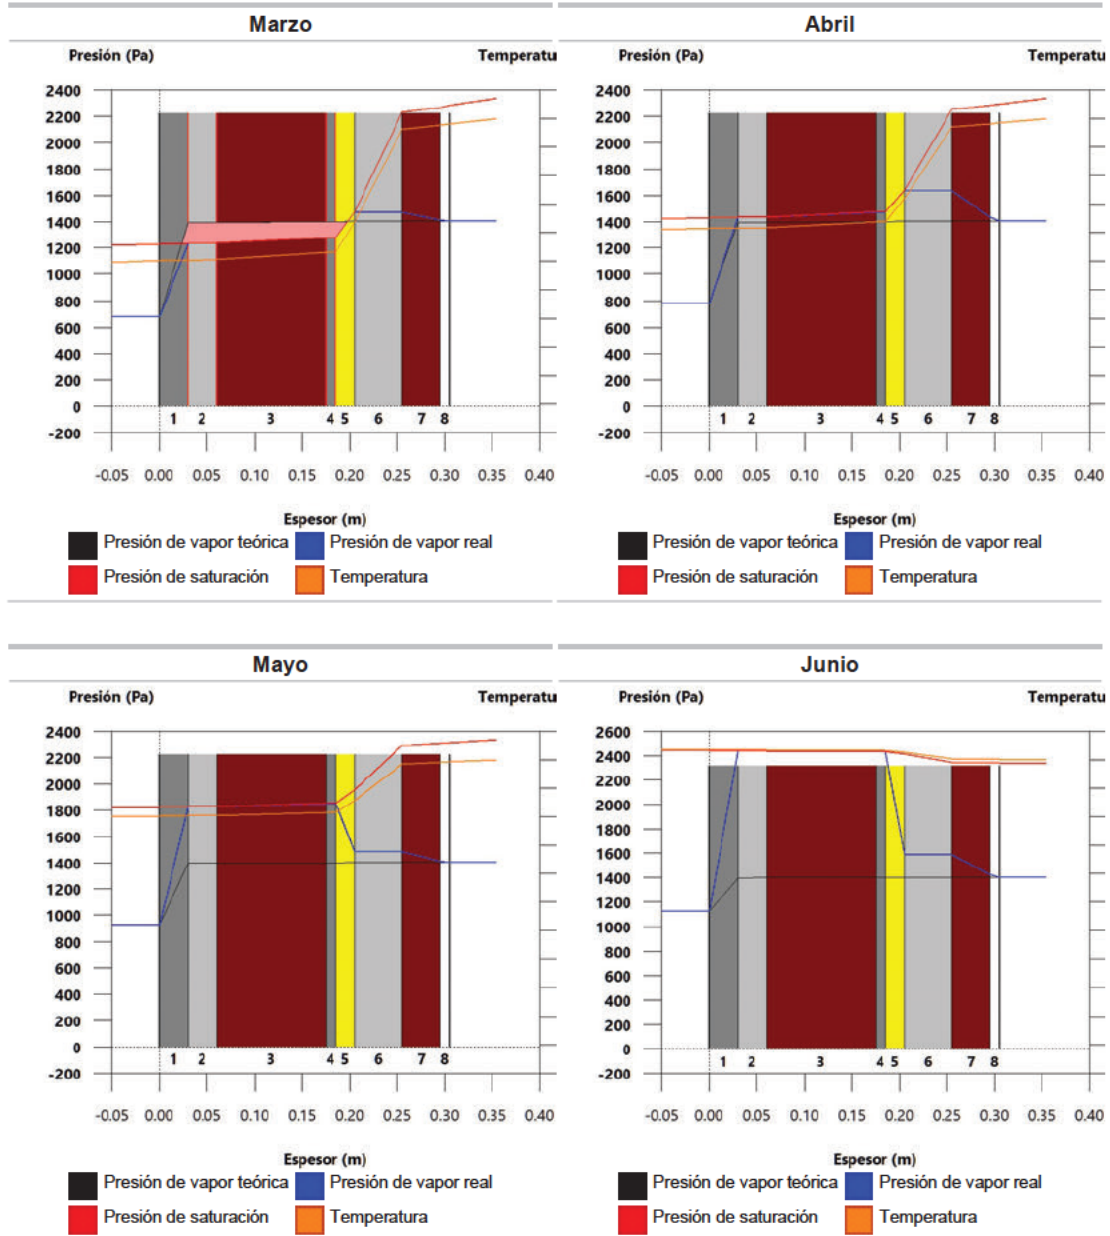 Marzo
Presión (Pa) Temperatu
2400
2200
2000
1800
1600
1400
1200
1000
800
600
400
200
0
-200
1 2 3 4 5 6 7 8
-0.05 0.00 0.05 0.10 0.15 0.20 0.25 0.30 0.35 0.40
Espesor (m)
Presión de vapor teórica Presión de vapor real
Presión de saturación Temperatura
Abril
Presión (Pa) Temperatu
2400
2200
2000
1800
1600
1400
1200
1000
800
600
400
200
0
-200
1 2 3 4 5 6 7 8
-0.05 0.00 0.05 0.10 0.15 0.20 0.25 0.30 0.35 0.40
Espesor (m)
Presión de vapor teórica Presión de vapor real
Presión de saturación Temperatura
Mayo
Presión (Pa) Temperatu
2400
2200
2000
1800
1600
1400
1200
1000
800
600
400
200
0
-200
1 2 3 4 5 6 7 8
-0.05 0.00 0.05 0.10 0.15 0.20 0.25 0.30 0.35 0.40
Espesor (m)
Presión de vapor teórica Presión de vapor real
Presión de saturación Temperatura
Junio
Presión (Pa) Temperatu
2600
2400
2200
2000
1800
1600
1400
1200
1000
800
600
400
200
0
-200
1 2 3 4 5 6 7 8
-0.05 0.00 0.05 0.10 0.15 0.20 0.25 0.30 0.35 0.40
Espesor (m)
Presión de vapor teórica Presión de vapor real
Presión de saturación Temperatura